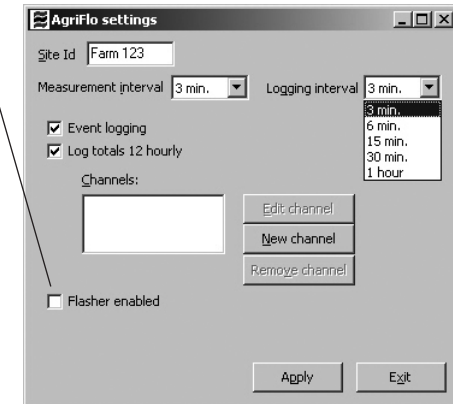 AgriFlo settings
Site Id Farm 123
Measurement interval 3 min. Logging interval 3 min.
3 min.
6 min.
15 min.
30 min.
1 hour
Event logging
Log totals 12 hourly
Channels:
Edit channel
New channel
Remove channel
Flasher enabled
Apply Exit